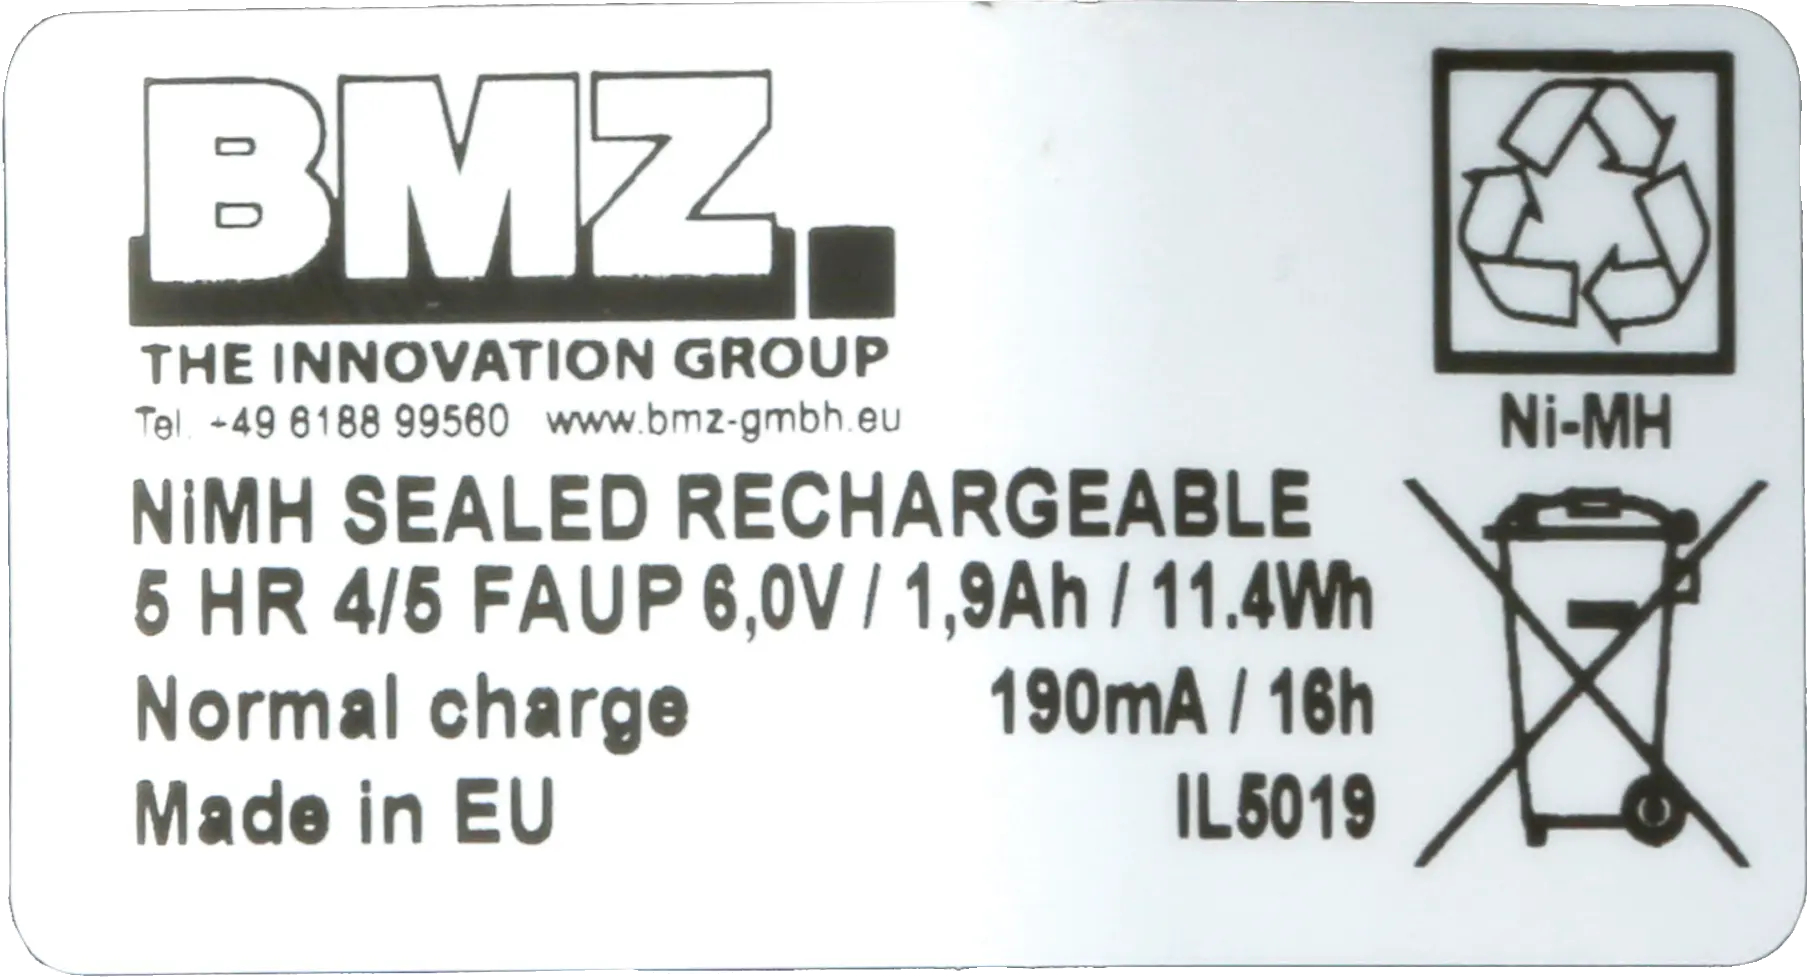 BMZ.
THE INNOVATION GROUP
Tel. +49 6188 99560 www.bmz-gmbh.eu
NiMH SEALED RECHARGEABLE
5 HR 4/5 FAUP 6,0V / 1,9Ah / 11.4Wh
Normal charge 190mA / 16h
Made in EU IL5019
Ni-MH